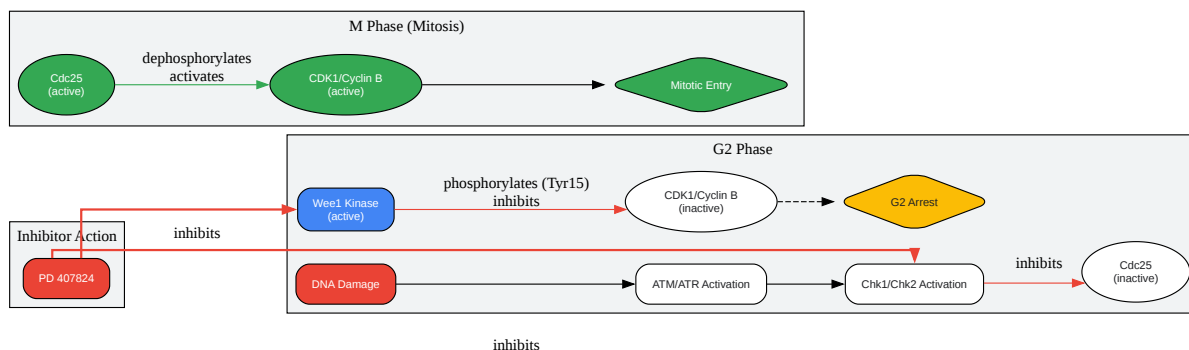 M Phase (Mitosis)
Cdc25
(active)
dephosphorylates
activates
CDK1/Cyclin B
(active)
Mitotic Entry
G2 Phase
Wee1 Kinase
(active)
phosphorylates (Tyr15)
inhibits
CDK1/Cyclin B
(inactive)
G2 Arrest
Inhibitor Action
PD 407824
inhibits
DNA Damage
ATM/ATR Activation
Chk1/Chk2 Activation
inhibits
Cdc25
(inactive)
inhibits